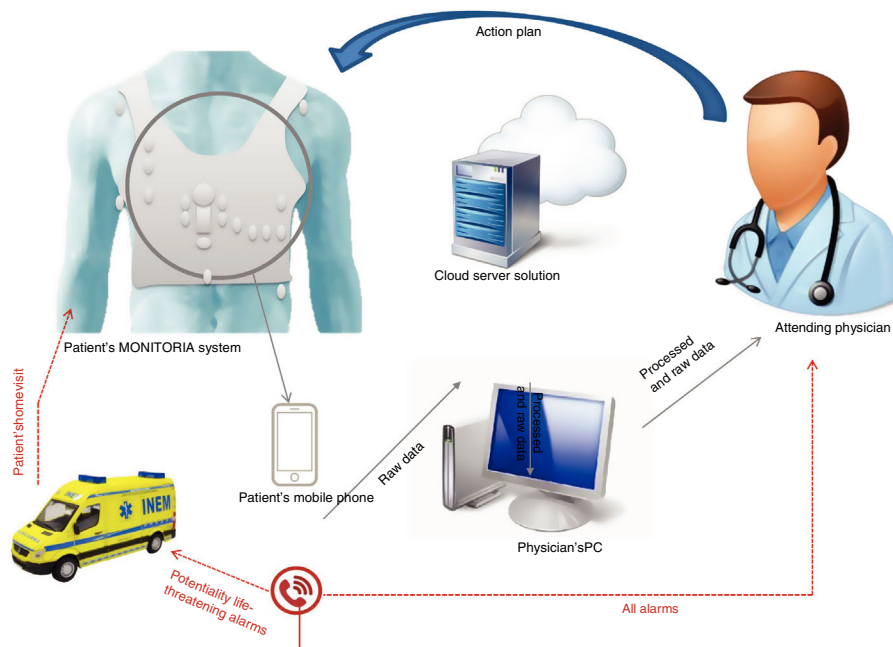 Action plan
Cloud server solution
Attending physician
Patient's MONITORIA system
Processed
and raw data
Processed
and raw data
Raw data
Patient'shomevisit
Patient's mobile phone
INEM
Physician'sPC
Potentiality life-
threatening alarms
All alarms